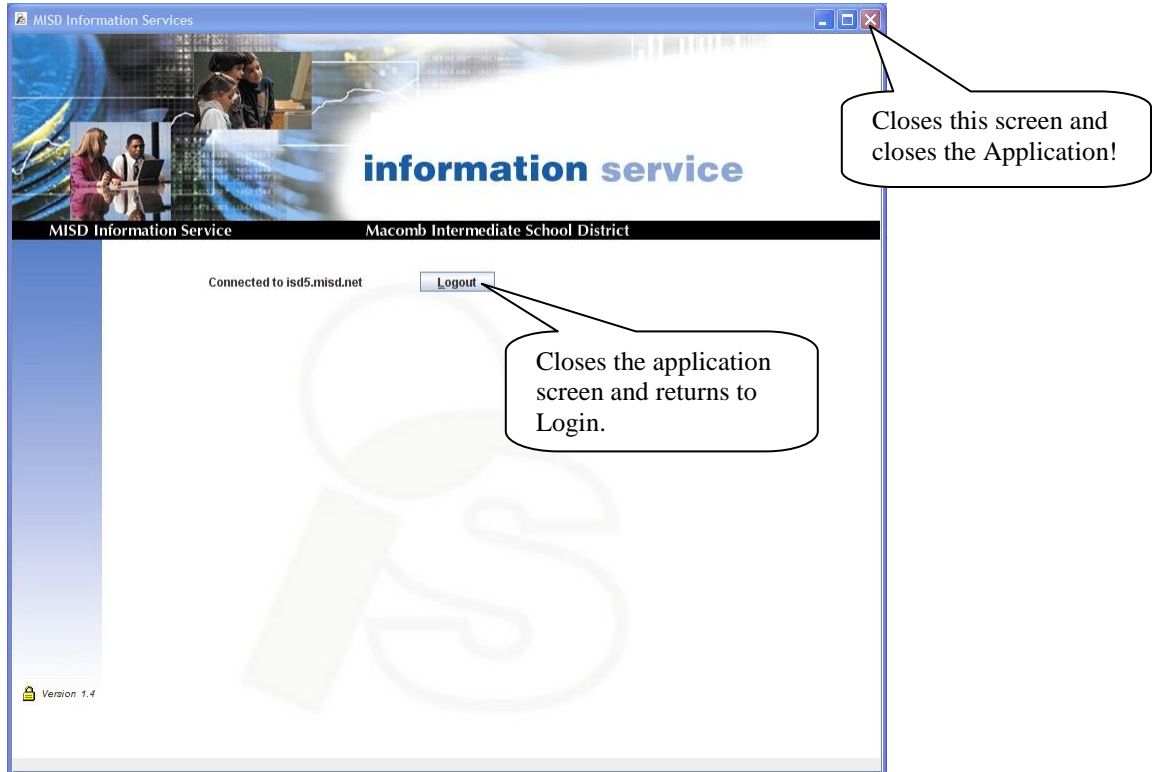 MISD Information Services
Closes this screen and
closes the Application!
information service
MISD Information Service Macomb Intermediate School District
Connected to isd5.misd.net Logout
Closes the application
screen and returns to
Login.
is
Version 1.4